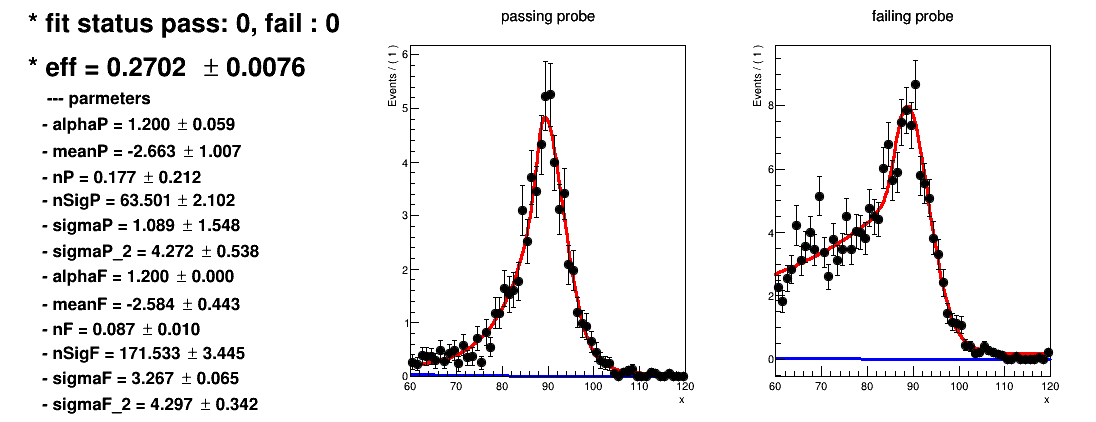 * fit status pass: 0, fail : 0
* eff = 0.2702 ± 0.0076
--- parmeters
- alphaP = 1.200 ± 0.059
- meanP = -2.663 ± 1.007
- nP = 0.177 ± 0.212
- nSigP = 63.501 ± 2.102
- sigmaP = 1.089 ± 1.548
- sigmaP_2 = 4.272 ± 0.538
- alphaF = 1.200 ± 0.000
- meanF = -2.584 ± 0.443
- nF = 0.087 ± 0.010
- nSigF = 171.533 ± 3.445
- sigmaF = 3.267 ± 0.065
- sigmaF_2 = 4.297 ± 0.342
passing probe
Events / ( 1 )
6
5
4
3
2
1
0
60 70 80 90 100 110 120
x
failing probe
Events / ( 1 )
8
6
4
2
0
60 70 80 90 100 110 120
x